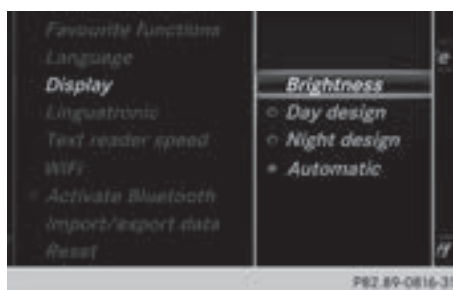 Favourite functions
Language
Display
Linguatronic
Text reader speed
WiFi
Activate Bluetooth
Import/export data
Reset
Brightness
Day design
Night design
Automatic
e
ff
P82.89-0816-31